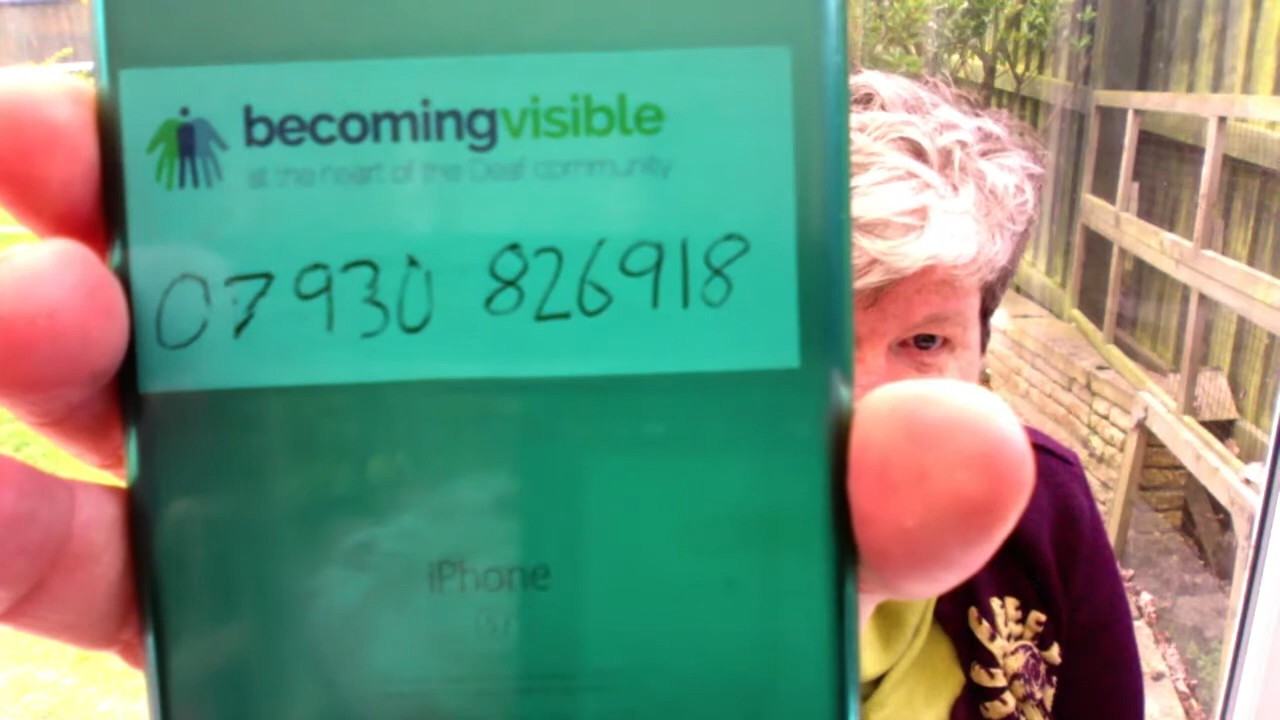 becomingvisible
at the heart of the Deaf community
07930 826918
iPhone